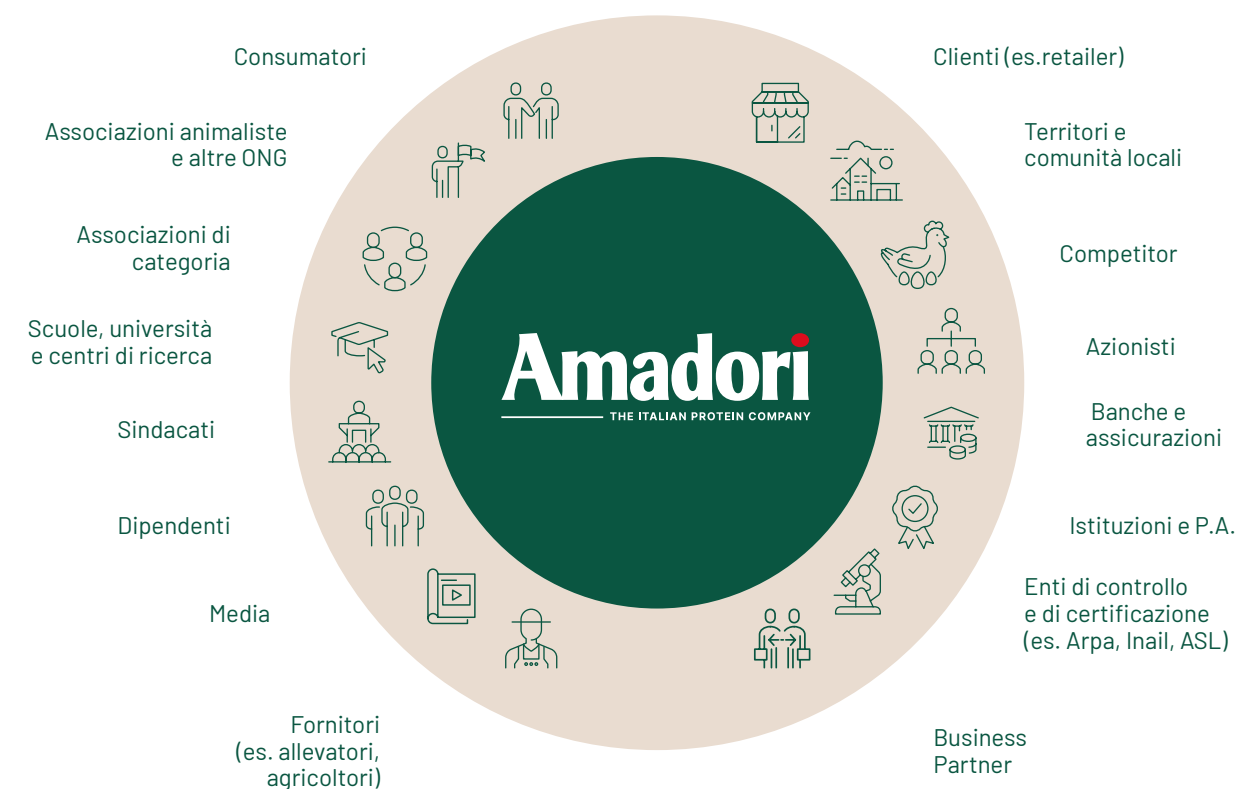 Consumatori
Clienti (es.retailer)
Associazioni animaliste
e altre ONG
Territori e
comunità locali
Associazioni di
categoria
Competitor
Scuole, università
e centri di ricerca
Azionisti
Amadori
THE ITALIAN PROTEIN COMPANY
Sindacati
Banche e
assicurazioni
Dipendenti
Istituzioni e P.A.
Media
Enti di controllo
e di certificazione
(es. Arpa, Inail, ASL)
Fornitori
(es. allevatori,
agricoltori)
Business
Partner